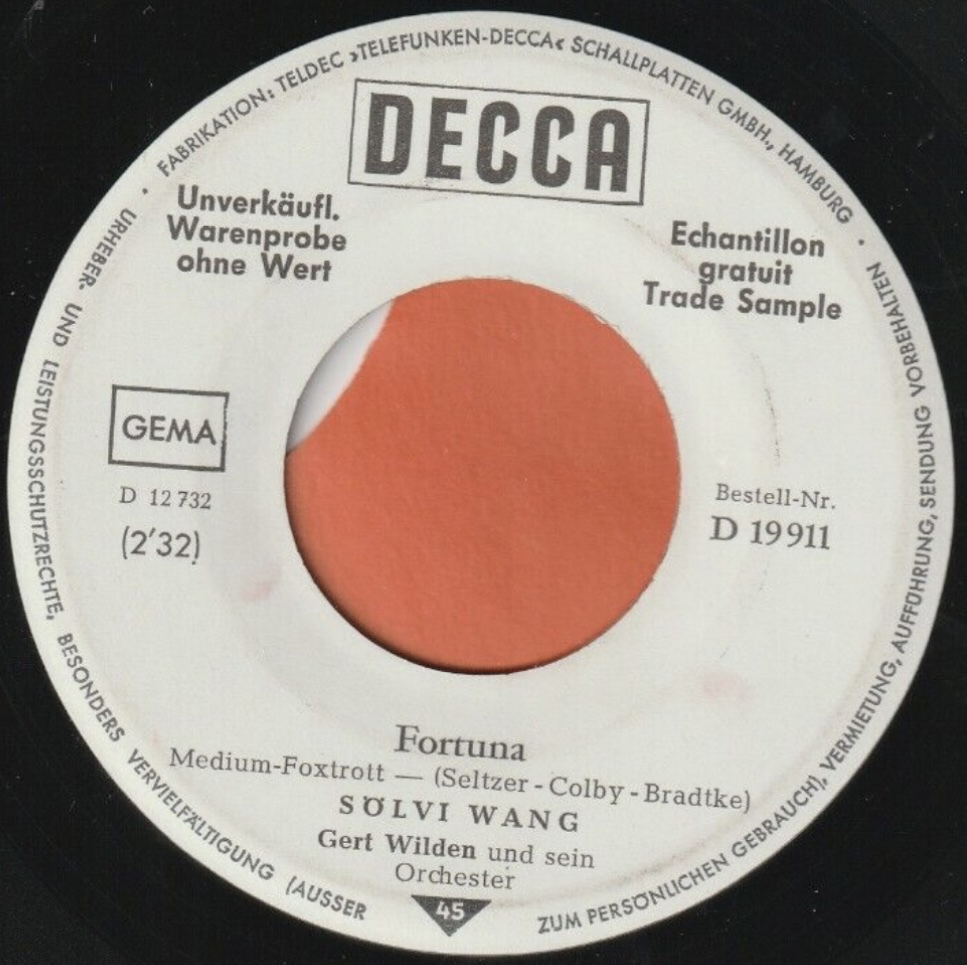 FABRIKATION: TELDEC ›TELEFUNKEN-DECCA‹ SCHALLPLATTEN GMBH., HAMBURG ·
DECCA
Unverkäufl.
Warenprobe
ohne Wert
Echantillon
gratuit
Trade Sample
GEMA
D 12 732
(2'32)
Bestell-Nr.
D 19 911
Fortuna
Medium-Foxtrott — (Seltzer - Colby - Bradtke)
SÖLVI WANG
Gert Wilden und sein
Orchester
45
URHEBER- UND LEISTUNGSSCHUTZRECHTE, BESONDERS VERVIELFÄLTIGUNG (AUSSER ZUM PERSÖNLICHEN GEBRAUCH), VERMIETUNG, AUFFÜHRUNG, SENDUNG VORBEHALTEN ·